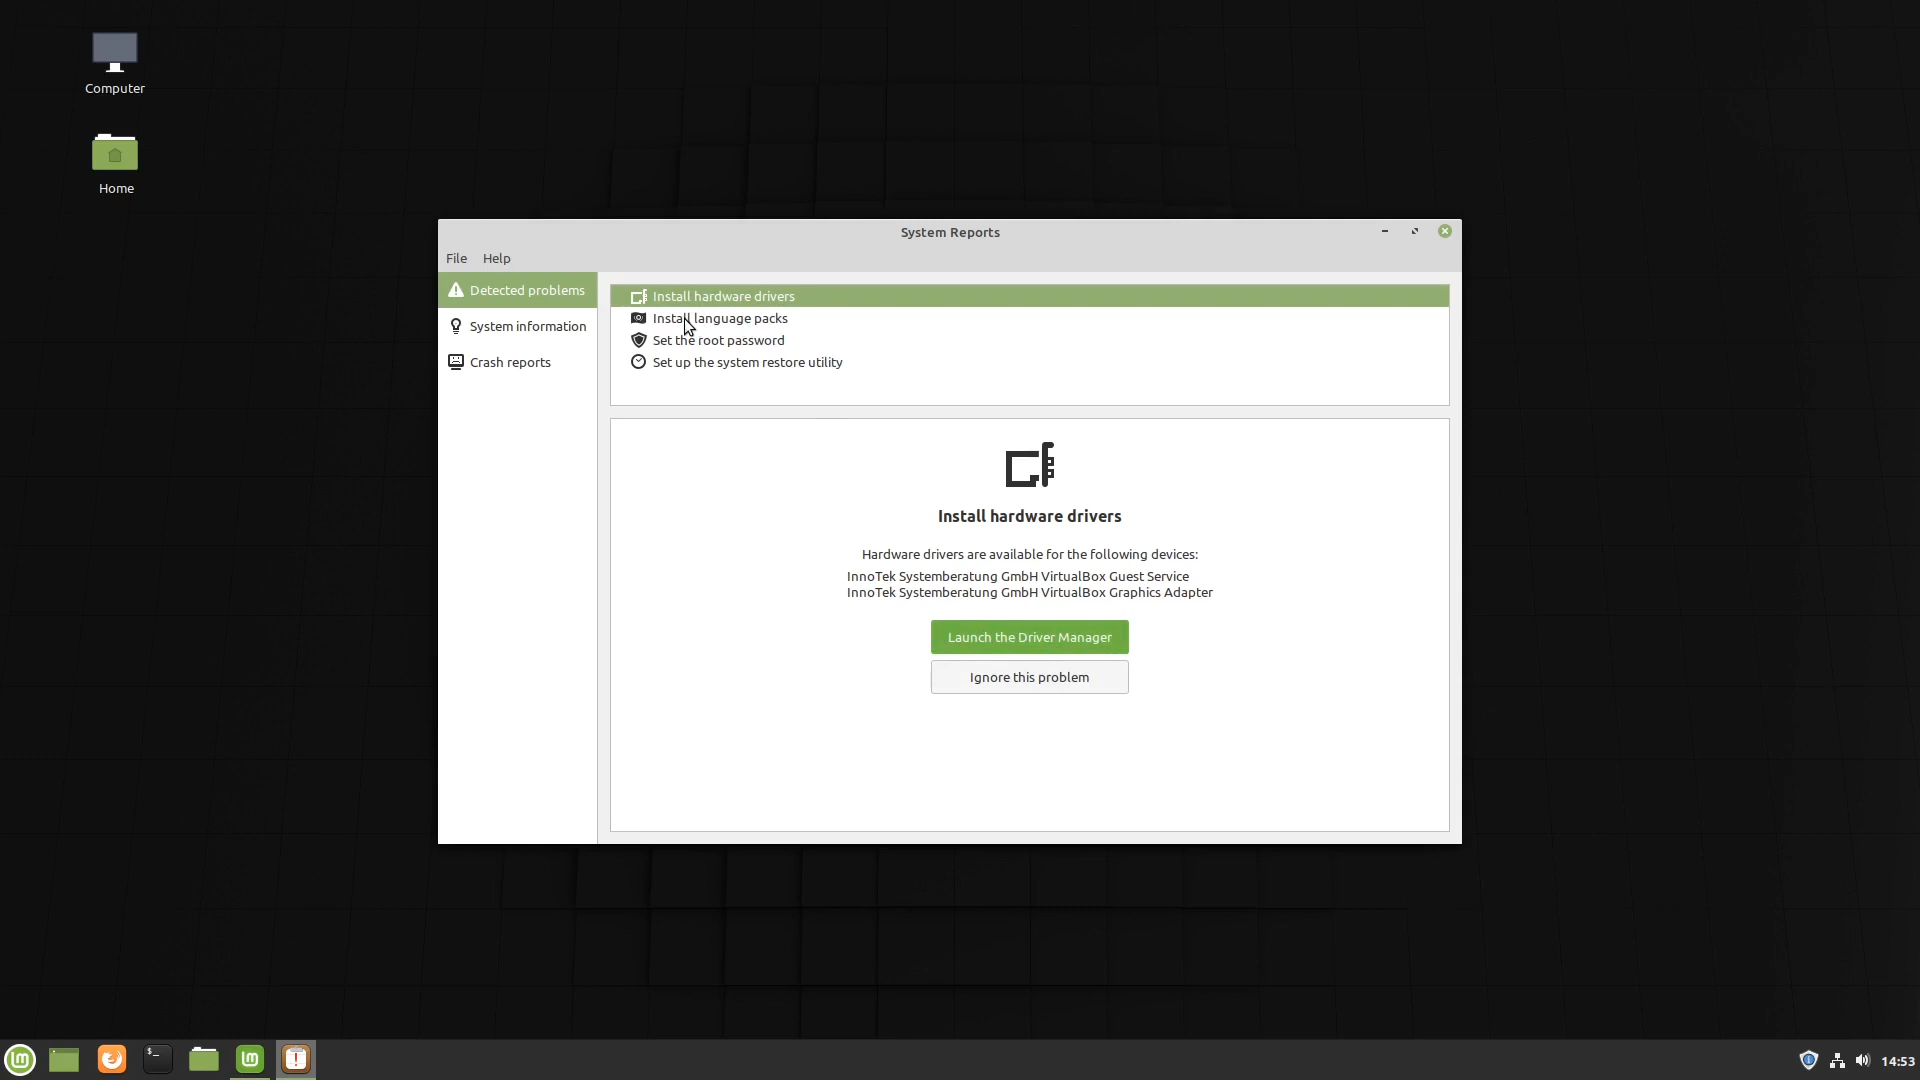 Computer
Home
System Reports
File Help
Detected problems
System information
Crash reports
Install hardware drivers
Install language packs
Set the root password
Set up the system restore utility
Install hardware drivers
Hardware drivers are available for the following devices:
InnoTek Systemberatung GmbH VirtualBox Guest Service
InnoTek Systemberatung GmbH VirtualBox Graphics Adapter
Launch the Driver Manager
Ignore this problem
14:53